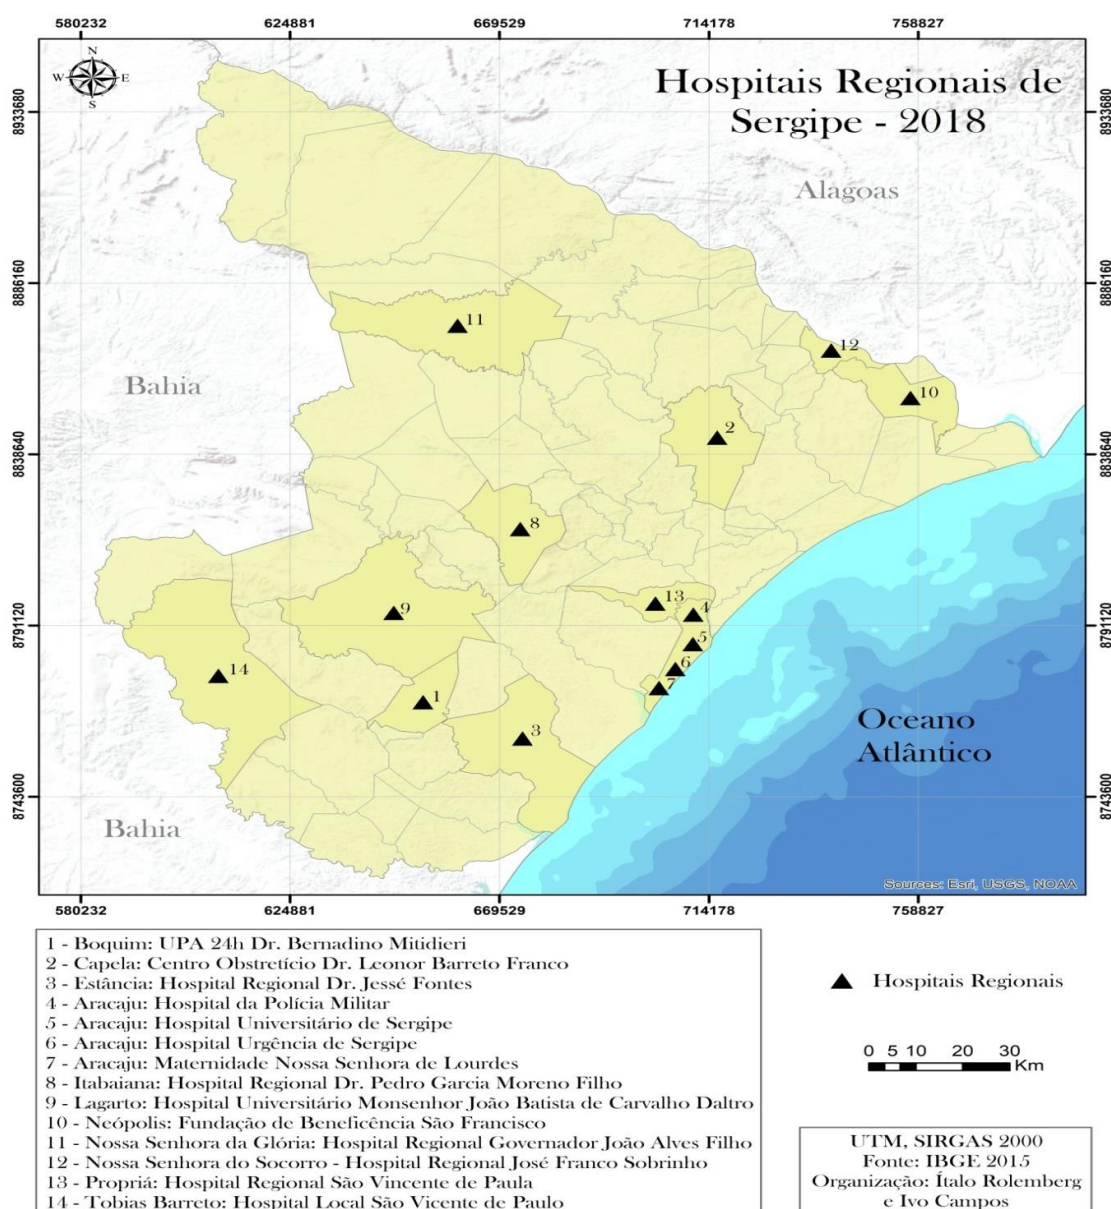 580232 624881 669529 714178 758827
N
W E
S
Hospitais Regionais de
Sergipe - 2018
8933680 8933680
Alagoas
8886160 8886160
11
12
Bahia
10
2
8838640 8838640
8
13
9
4
8791120 8791120
5
14
6
7
1
3
Oceano
Atlântico
8743600 8743600
Bahia
Sources: Esri, USGS, NOAA
580232 624881 669529 714178 758827
1 - Boquim: UPA 24h Dr. Bernadino Mitidieri
2 - Capela: Centro Obstretício Dr. Leonor Barreto Franco
3 - Estância: Hospital Regional Dr. Jessé Fontes
4 - Aracaju: Hospital da Polícia Militar
5 - Aracaju: Hospital Universitário de Sergipe
6 - Aracaju: Hospital Urgência de Sergipe
7 - Aracaju: Maternidade Nossa Senhora de Lourdes
8 - Itabaiana: Hospital Regional Dr. Pedro Garcia Moreno Filho
9 - Lagarto: Hospital Universitário Monsenhor João Batista de Carvalho Daltro
10 - Neópolis: Fundação de Beneficência São Francisco
11 - Nossa Senhora da Glória: Hospital Regional Governador João Alves Filho
12 - Nossa Senhora do Socorro - Hospital Regional José Franco Sobrinho
13 - Propriá: Hospital Regional São Vincente de Paula
14 - Tobias Barreto: Hospital Local São Vicente de Paulo
Hospitais Regionais
0 5 10 20 30
Km
UTM, SIRGAS 2000
Fonte: IBGE 2015
Organização: Ítalo Rolemberg
e Ivo Campos